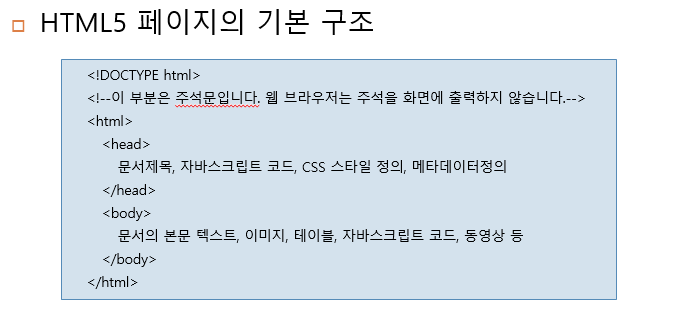 HTML5 페이지의 기본 구조
<!DOCTYPE html>
<!--이 부분은 주석문입니다. 웹 브라우저는 주석을 화면에 출력하지 않습니다.-->
<html>
<head>
문서제목, 자바스크립트 코드, CSS 스타일 정의, 메타데이터정의
</head>
<body>
문서의 본문 텍스트, 이미지, 테이블, 자바스크립트 코드, 동영상 등
</body>
</html>